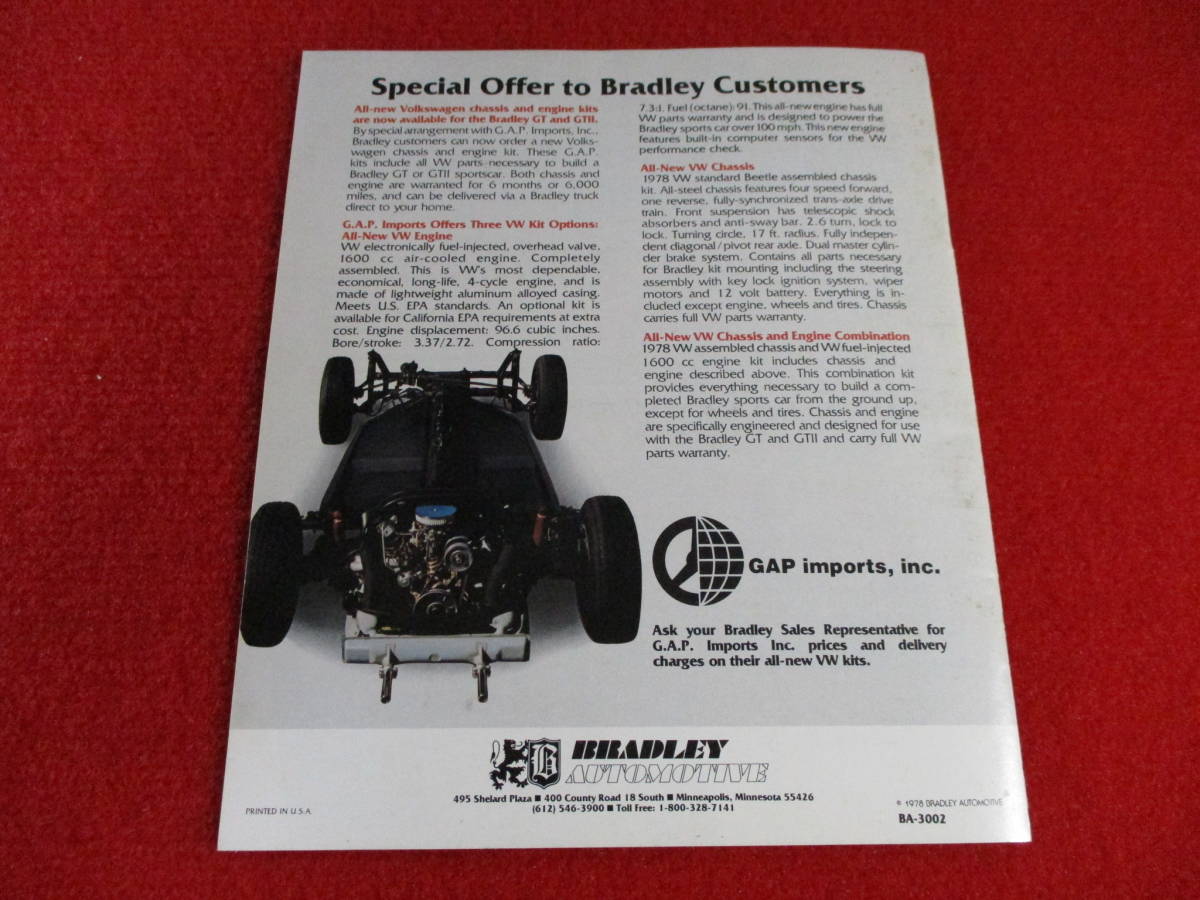 Special Offer to Bradley Customers
All-new Volkswagen chassis and engine kits
are now available for the Bradley GT and GTII.
By special arrangement with G.A.P. Imports, Inc.,
Bradley customers can now order a new Volks-
wagen chassis and engine kit. These G.A.P.
kits include all VW parts necessary to build a
Bradley GT or GTII sportscar. Both chassis and
engine are warranted for 6 months or 6,000
miles, and can be delivered via a Bradley truck
direct to your home.
G.A.P. Imports Offers Three VW Kit Options:
All-New VW Engine
VW electronically fuel-injected, overhead valve,
1600 cc air-cooled engine. Completely
assembled. This is VW's most dependable,
economical, long-life, 4-cycle engine, and is
made of lightweight aluminum alloyed casing.
Meets U.S. EPA standards. An optional kit is
available for California EPA requirements at extra
cost. Engine displacement: 96.6 cubic inches.
Bore/stroke: 3.37/2.72. Compression ratio:
7.3:1. Fuel (octane): 91. This all-new engine has full
VW parts warranty and is designed to power the
Bradley sports car over 100 mph. This new engine
features built-in computer sensors for the VW
performance check.
All-New VW Chassis
1978 VW standard Beetle assembled chassis
kit. All-steel chassis features four speed forward,
one reverse, fully-synchronized trans-axle drive
train. Front suspension has telescopic shock
absorbers and anti-sway bar. 2.6 turn, lock to
lock. Turning circle, 17 ft. radius. Fully indepen-
dent diagonal/pivot rear axle. Dual master cylin-
der brake system. Contains all parts necessary
for Bradley kit mounting including the steering
assembly with key lock ignition system, wiper
motors and 12 volt battery. Everything is in-
cluded except engine, wheels and tires. Chassis
carries full VW parts warranty.
All-New VW Chassis and Engine Combination
1978 VW assembled chassis and VW fuel-injected
1600 cc engine kit includes chassis and
engine described above. This combination kit
provides everything necessary to build a com-
pleted Bradley sports car from the ground up,
except for wheels and tires. Chassis and engine
are specifically engineered and designed for use
with the Bradley GT and GTII and carry full VW
parts warranty.
GAP imports, inc.
Ask your Bradley Sales Representative for
G.A.P. Imports Inc. prices and delivery
charges on their all-new VW kits.
B BRADLEY
AUTOMOTIVE
495 Shelard Plaza ■ 400 County Road 18 South ■ Minneapolis, Minnesota 55426
(612) 546-3900 ■ Toll Free: 1-800-328-7141
PRINTED IN U.S.A.
© 1978 BRADLEY AUTOMOTIVE
BA-3002